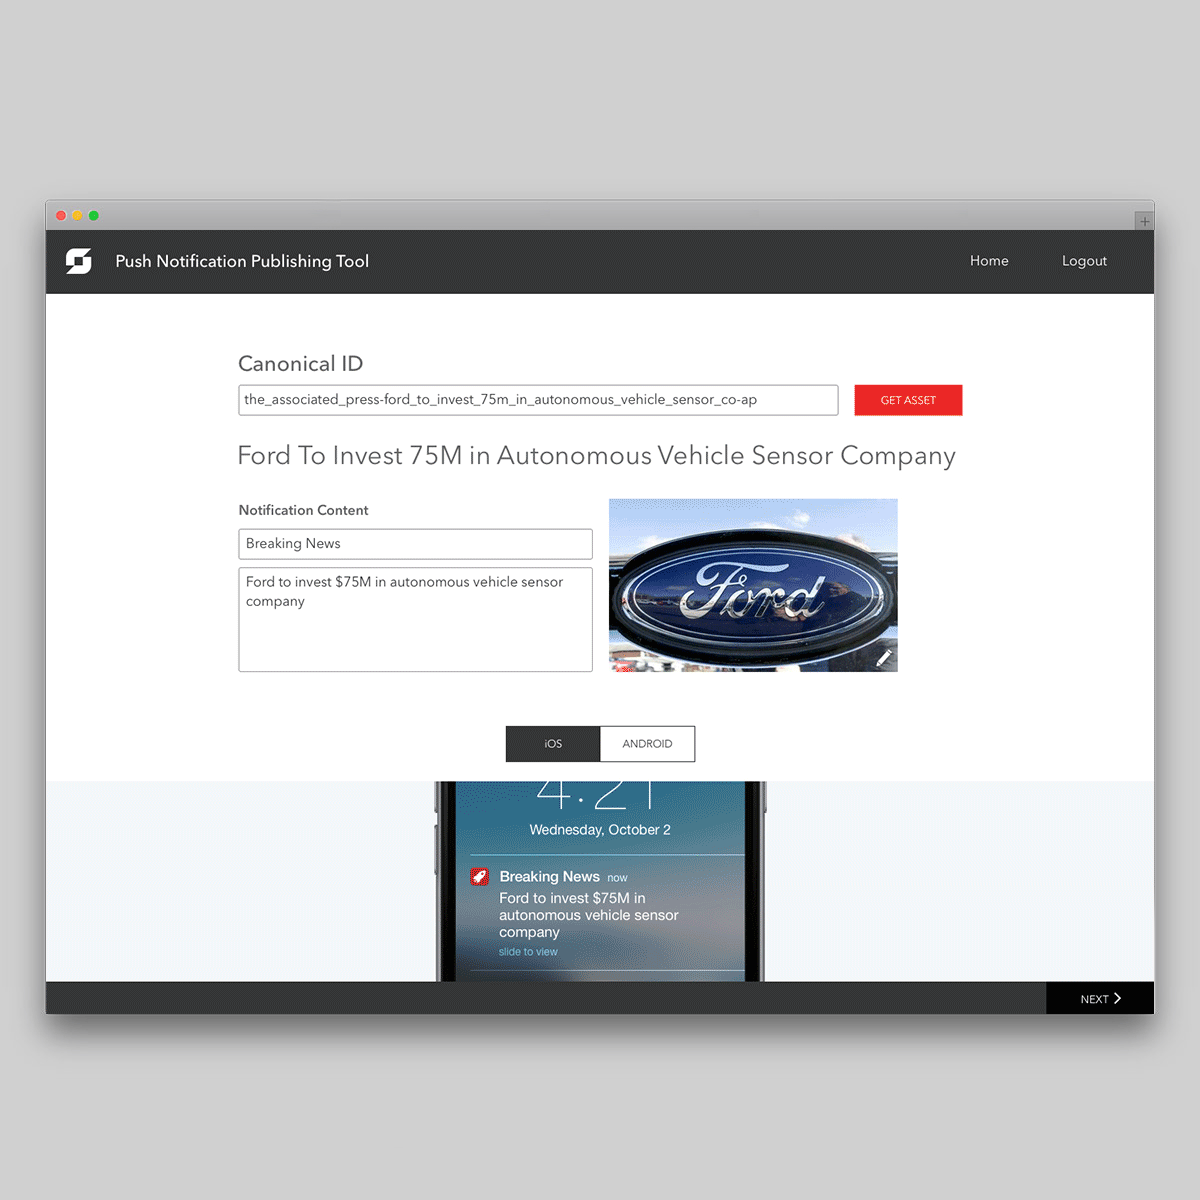 Push Notification Publishing Tool
Home
Logout
Canonical ID
the_associated_press-ford_to_invest_75m_in_autonomous_vehicle_sensor_co-ap
GET ASSET
Ford To Invest 75M in Autonomous Vehicle Sensor Company
Notification Content
Breaking News
Ford to invest $75M in autonomous vehicle sensor
company
Ford
iOS
ANDROID
4:21
Wednesday, October 2
Breaking News now
Ford to invest $75M in
autonomous vehicle sensor
company
slide to view
NEXT